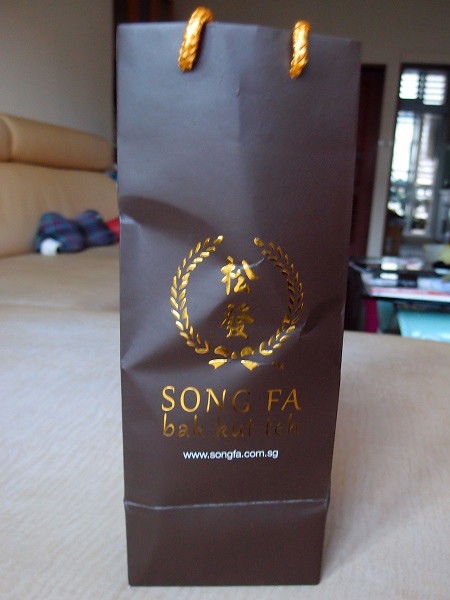 松
發
SONG FA
bak kut teh
www.songfa.com.sg